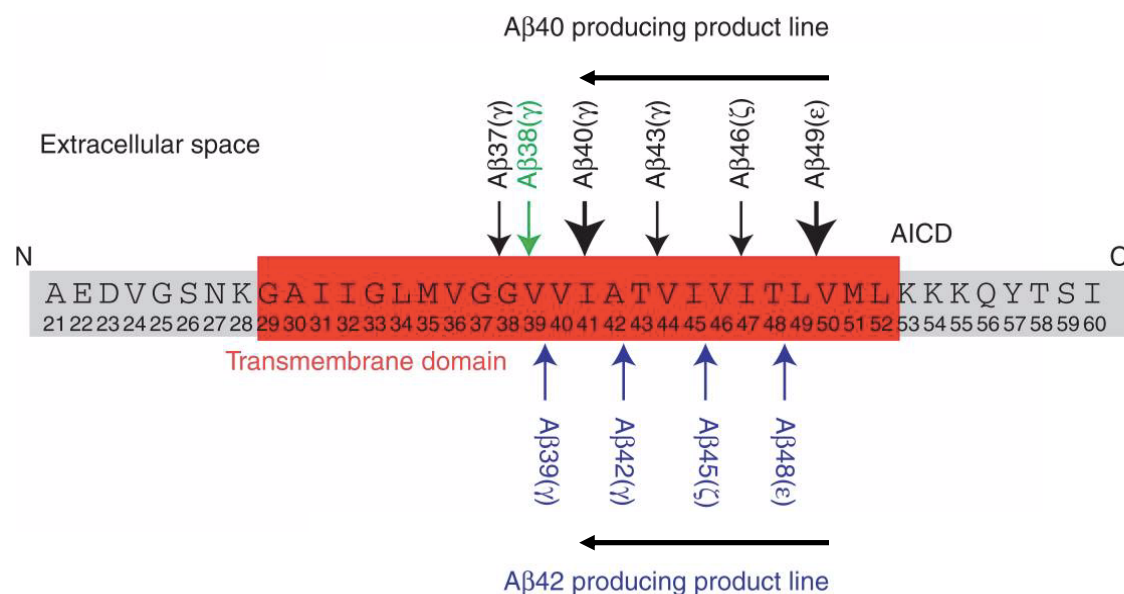 Aβ40 producing product line
Aβ37(γ)
Aβ38(γ)
Aβ40(γ)
Aβ43(γ)
Aβ46(ζ)
Aβ49(ε)
Extracellular space
AICD
N
C
A E D V G S N K G A I I G L M V G G V V I A T V I V I T L V M L K K K Q Y T S I
21 22 23 24 25 26 27 28 29 30 31 32 33 34 35 36 37 38 39 40 41 42 43 44 45 46 47 48 49 50 51 52 53 54 55 56 57 58 59 60
Transmembrane domain
Aβ39(γ)
Aβ42(γ)
Aβ45(ζ)
Aβ48(ε)
Aβ42 producing product line